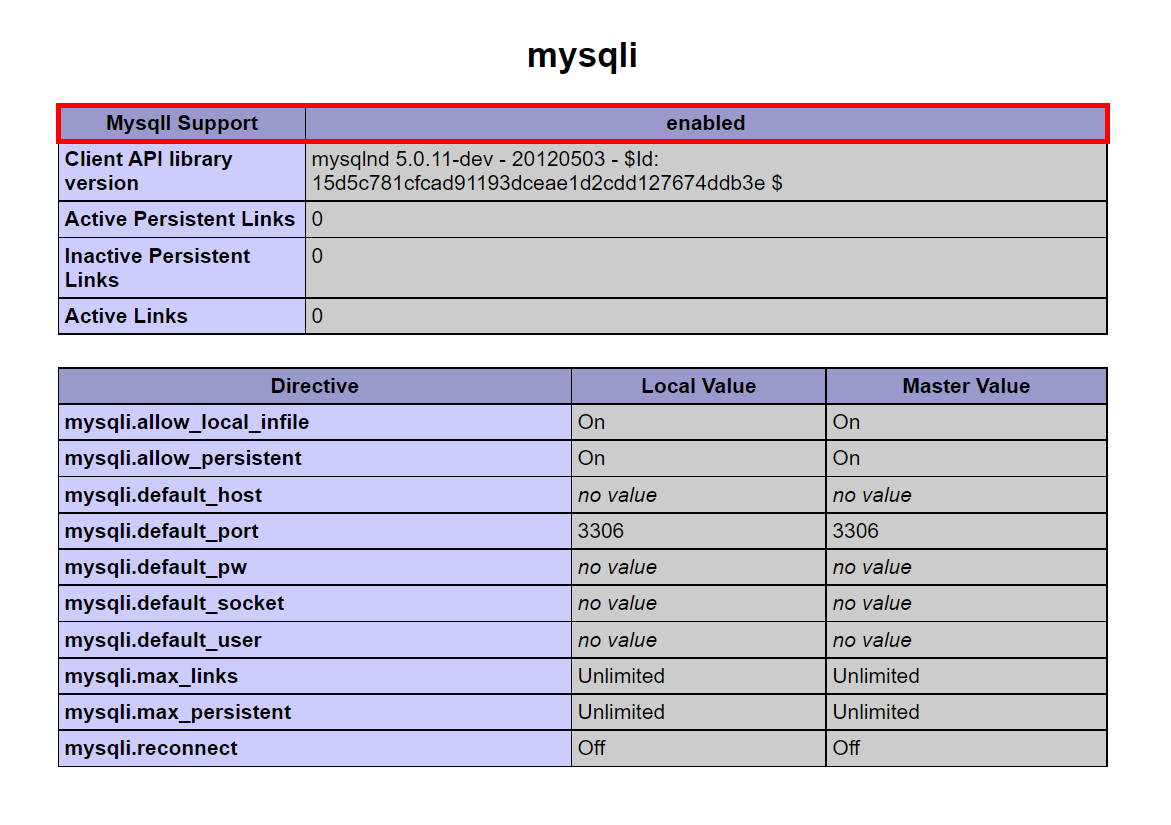 mysqli
MysqlI Support enabled
Client API library version mysqlnd 5.0.11-dev - 20120503 - $Id: 15d5c781cfcad91193dceae1d2cdd127674ddb3e $
Active Persistent Links 0
Inactive Persistent Links 0
Active Links 0
Directive Local Value Master Value
mysqli.allow_local_infile On On
mysqli.allow_persistent On On
mysqli.default_host no value no value
mysqli.default_port 3306 3306
mysqli.default_pw no value no value
mysqli.default_socket no value no value
mysqli.default_user no value no value
mysqli.max_links Unlimited Unlimited
mysqli.max_persistent Unlimited Unlimited
mysqli.reconnect Off Off